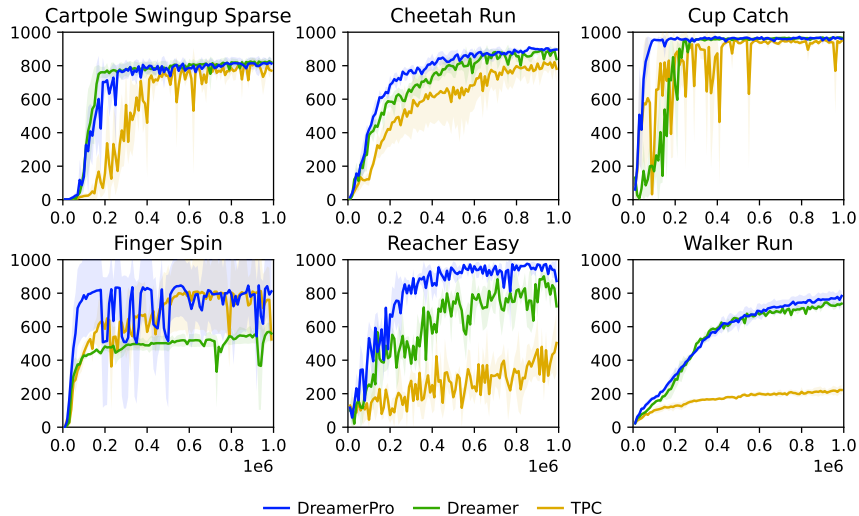 Cartpole Swingup Sparse
1000
800
600
400
200
0
0.0 0.2 0.4 0.6 0.8 1.0
Cheetah Run
1000
800
600
400
200
0
0.0 0.2 0.4 0.6 0.8 1.0
Cup Catch
1000
800
600
400
200
0
0.0 0.2 0.4 0.6 0.8 1.0
Finger Spin
1000
800
600
400
200
0
0.0 0.2 0.4 0.6 0.8 1.0
1e6
Reacher Easy
1000
800
600
400
200
0
0.0 0.2 0.4 0.6 0.8 1.0
1e6
Walker Run
1000
800
600
400
200
0
0.0 0.2 0.4 0.6 0.8 1.0
1e6
DreamerPro Dreamer TPC